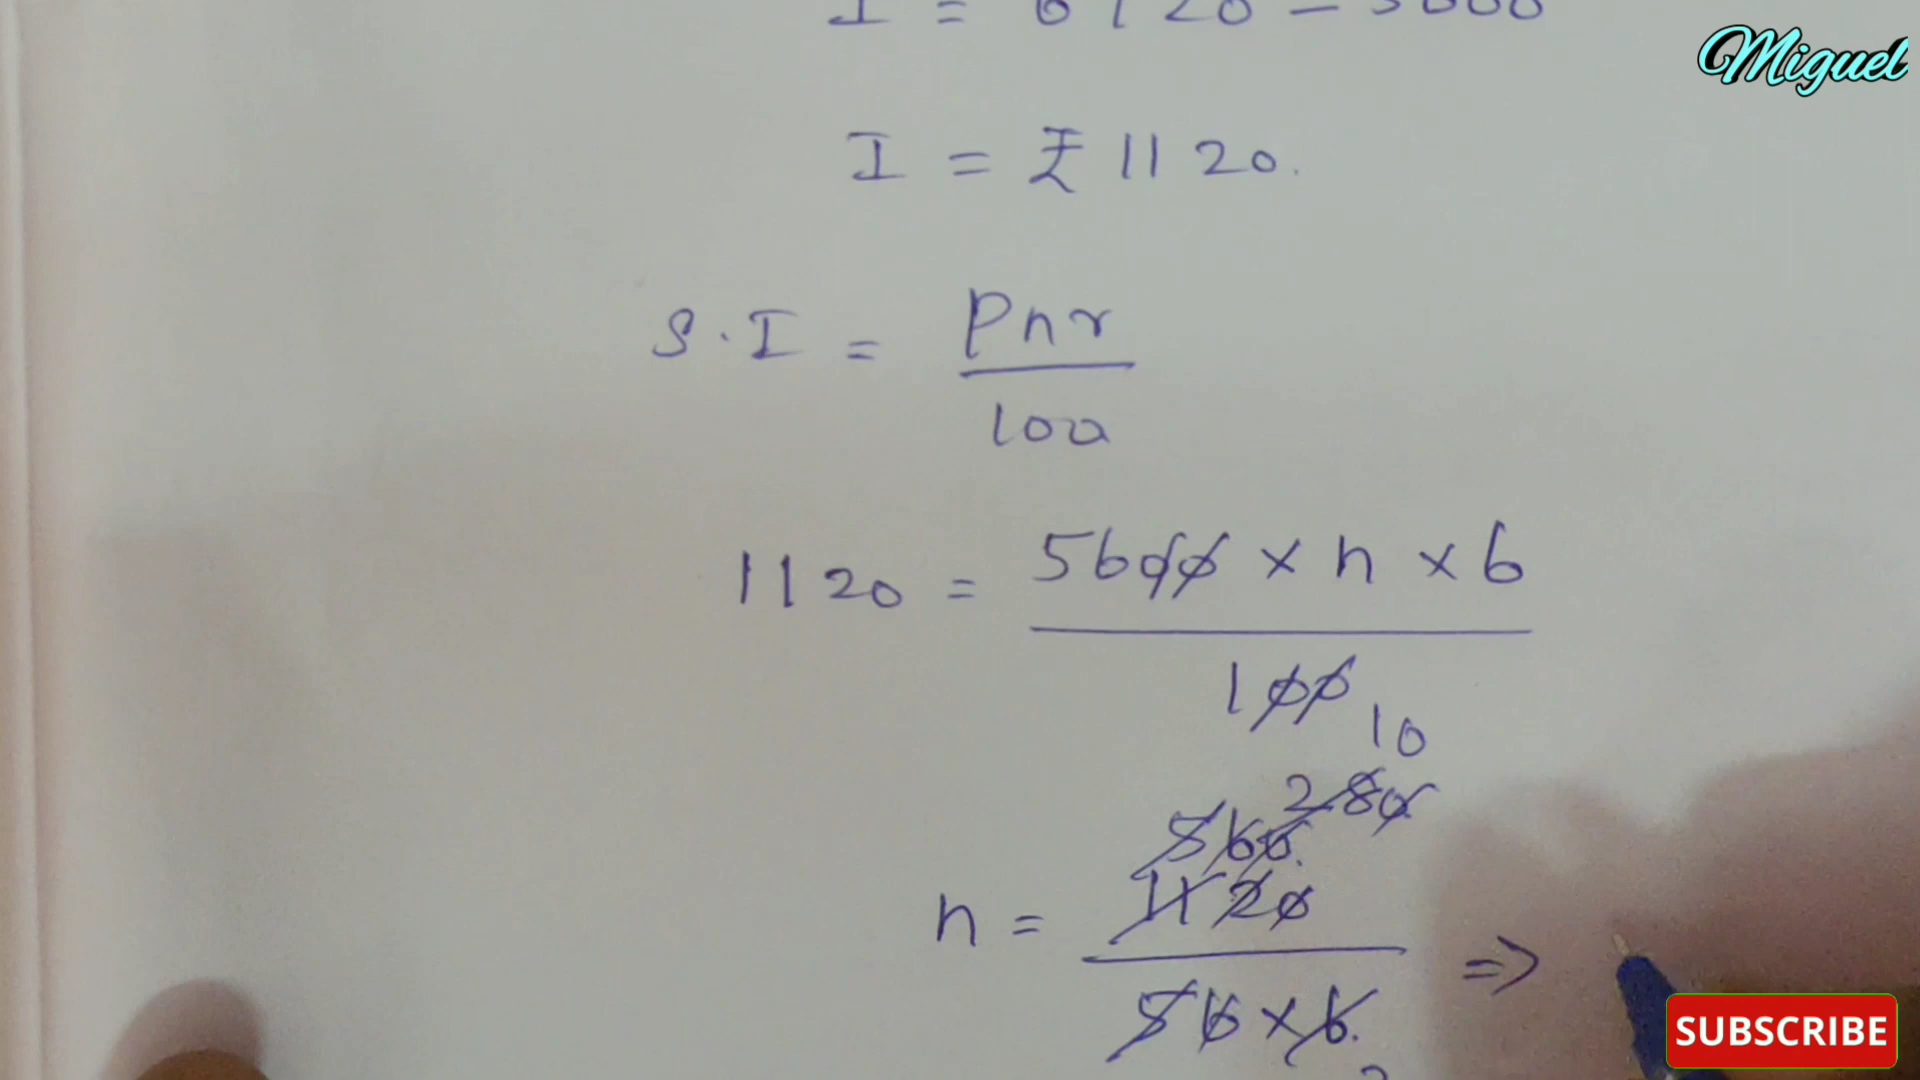 Miguel
I = ₹ 1120.
S.I = Pnr
100
1120 = 5600 × n × 6
100
10
280
560.
n = 1120 =>
56 × 6.
SUBSCRIBE